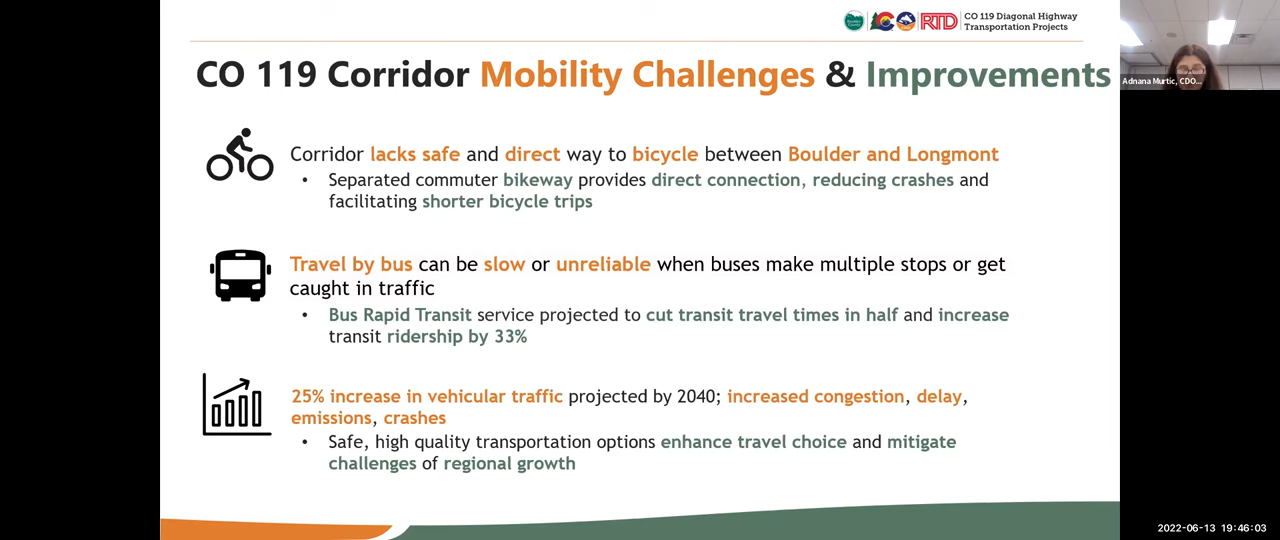 RTD
CO 119 Diagonal Highway
Transportation Projects
CO 119 Corridor Mobility Challenges & Improvements
Adnana Murtic, CDO...
Corridor lacks safe and direct way to bicycle between Boulder and Longmont
• Separated commuter bikeway provides direct connection, reducing crashes and
facilitating shorter bicycle trips
Travel by bus can be slow or unreliable when buses make multiple stops or get
caught in traffic
• Bus Rapid Transit service projected to cut transit travel times in half and increase
transit ridership by 33%
25% increase in vehicular traffic projected by 2040; increased congestion, delay,
emissions, crashes
• Safe, high quality transportation options enhance travel choice and mitigate
challenges of regional growth
2022-06-13 19:46:03